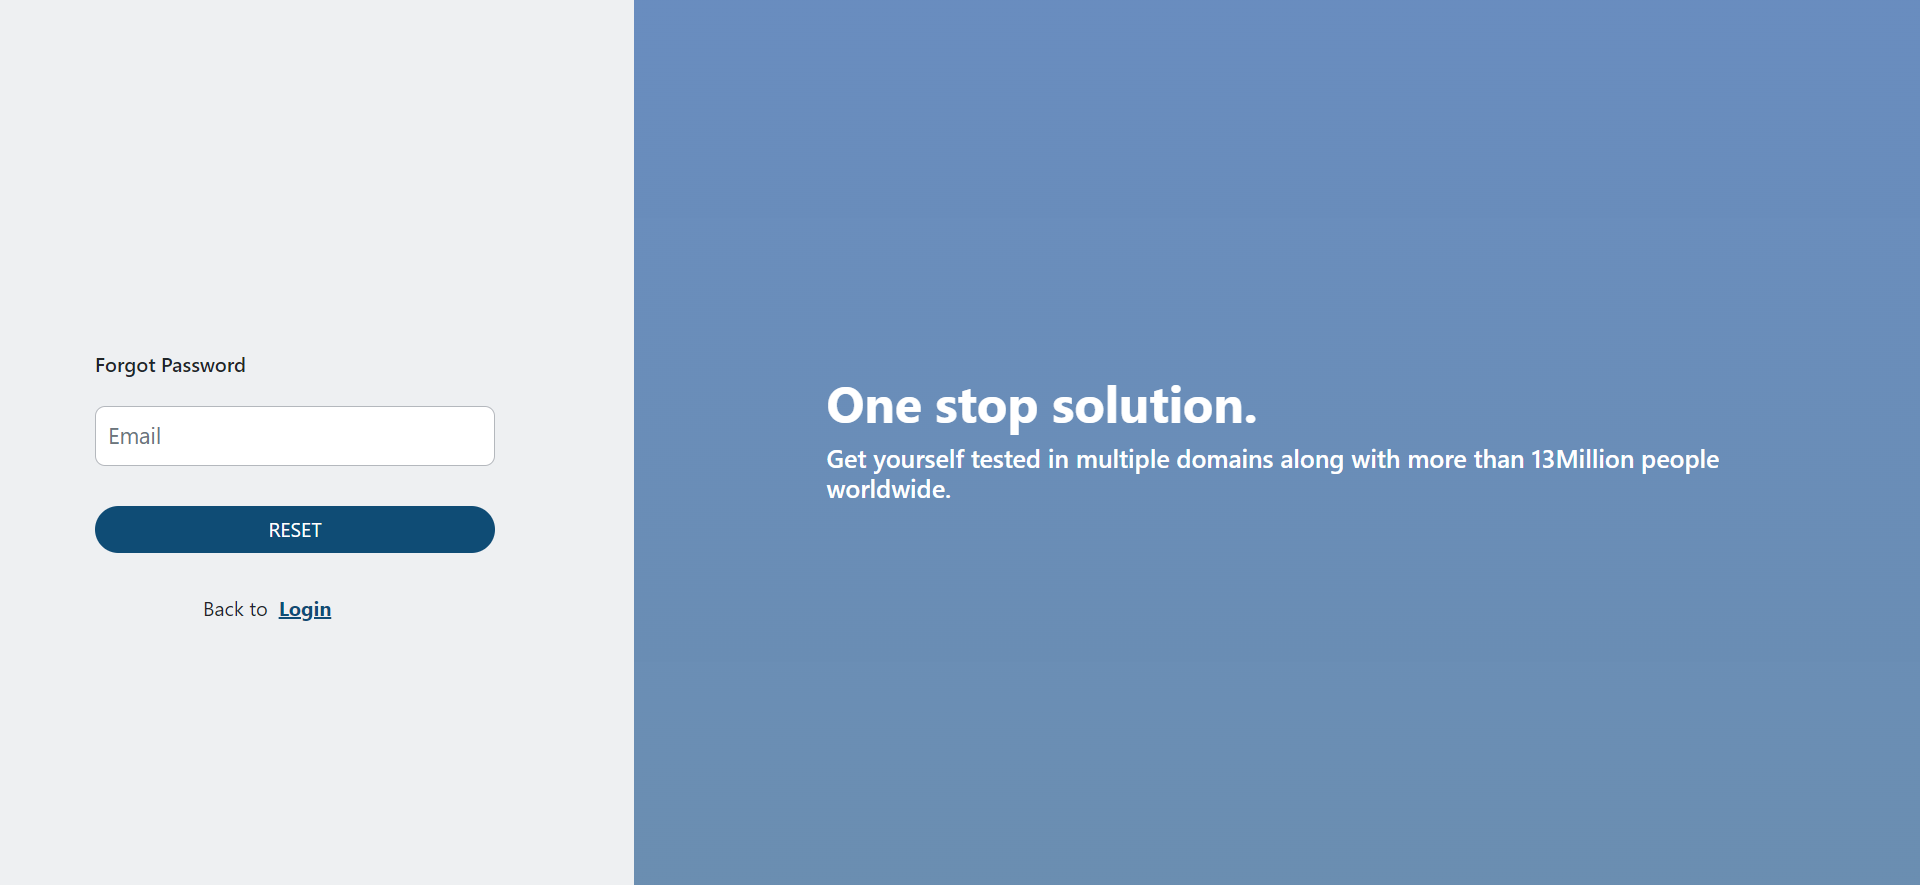 Forgot Password
Email
RESET
Back to Login
One stop solution.
Get yourself tested in multiple domains along with more than 13Million people
worldwide.